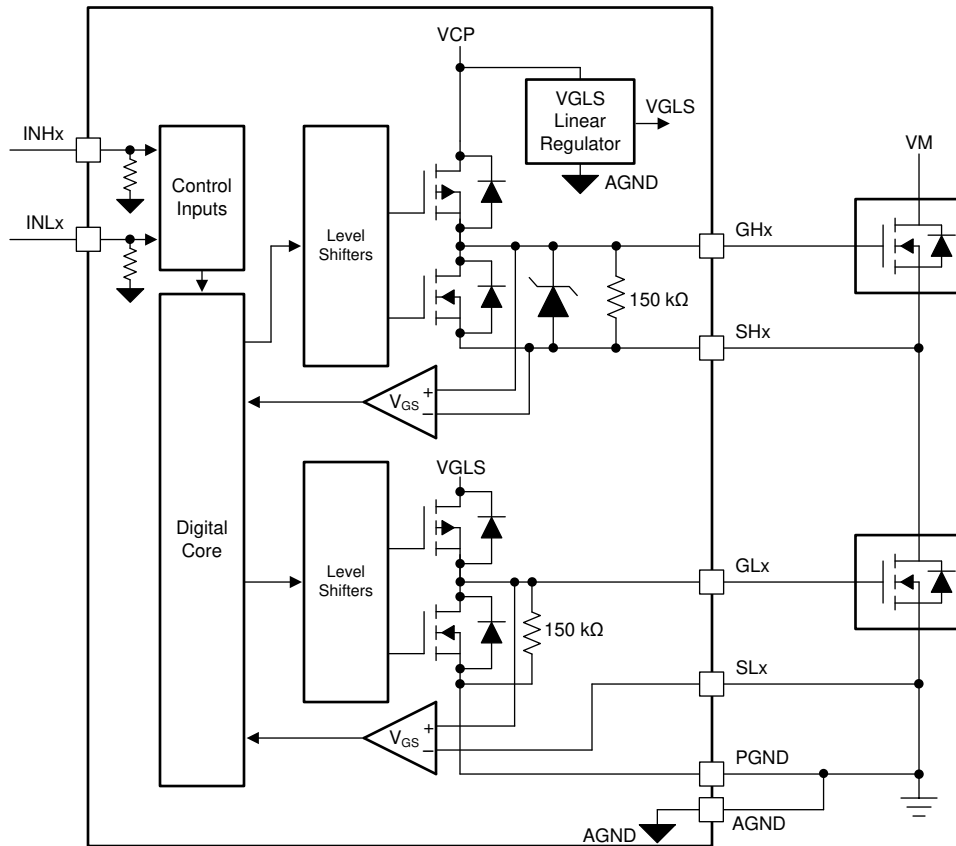 VCP
VGLS
Linear
Regulator
VGLS
AGND
INHx
INLx
Control
Inputs
Level
Shifters
VM
GHx
150 kΩ
SHx
VGS
+
−
Digital
Core
VGLS
Level
Shifters
GLx
150 kΩ
SLx
VGS
+
−
PGND
AGND
AGND